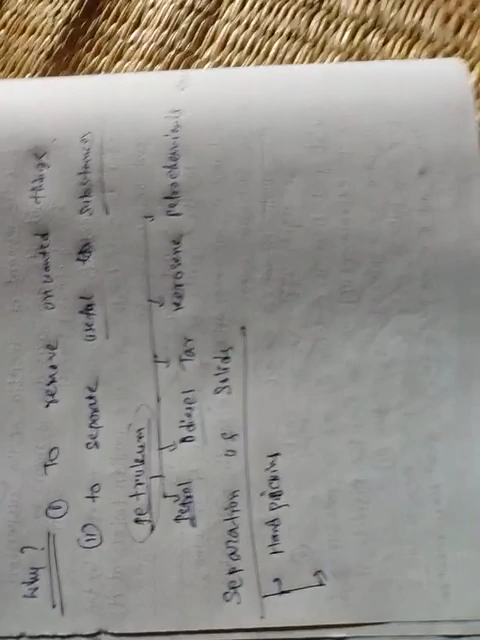 Why?
(i) To remove unwanted things.
(ii) to separate useful substances
petroleum
petrol Diesel Tar kerosine petrochemicals
Separation of Solids
Hand picking